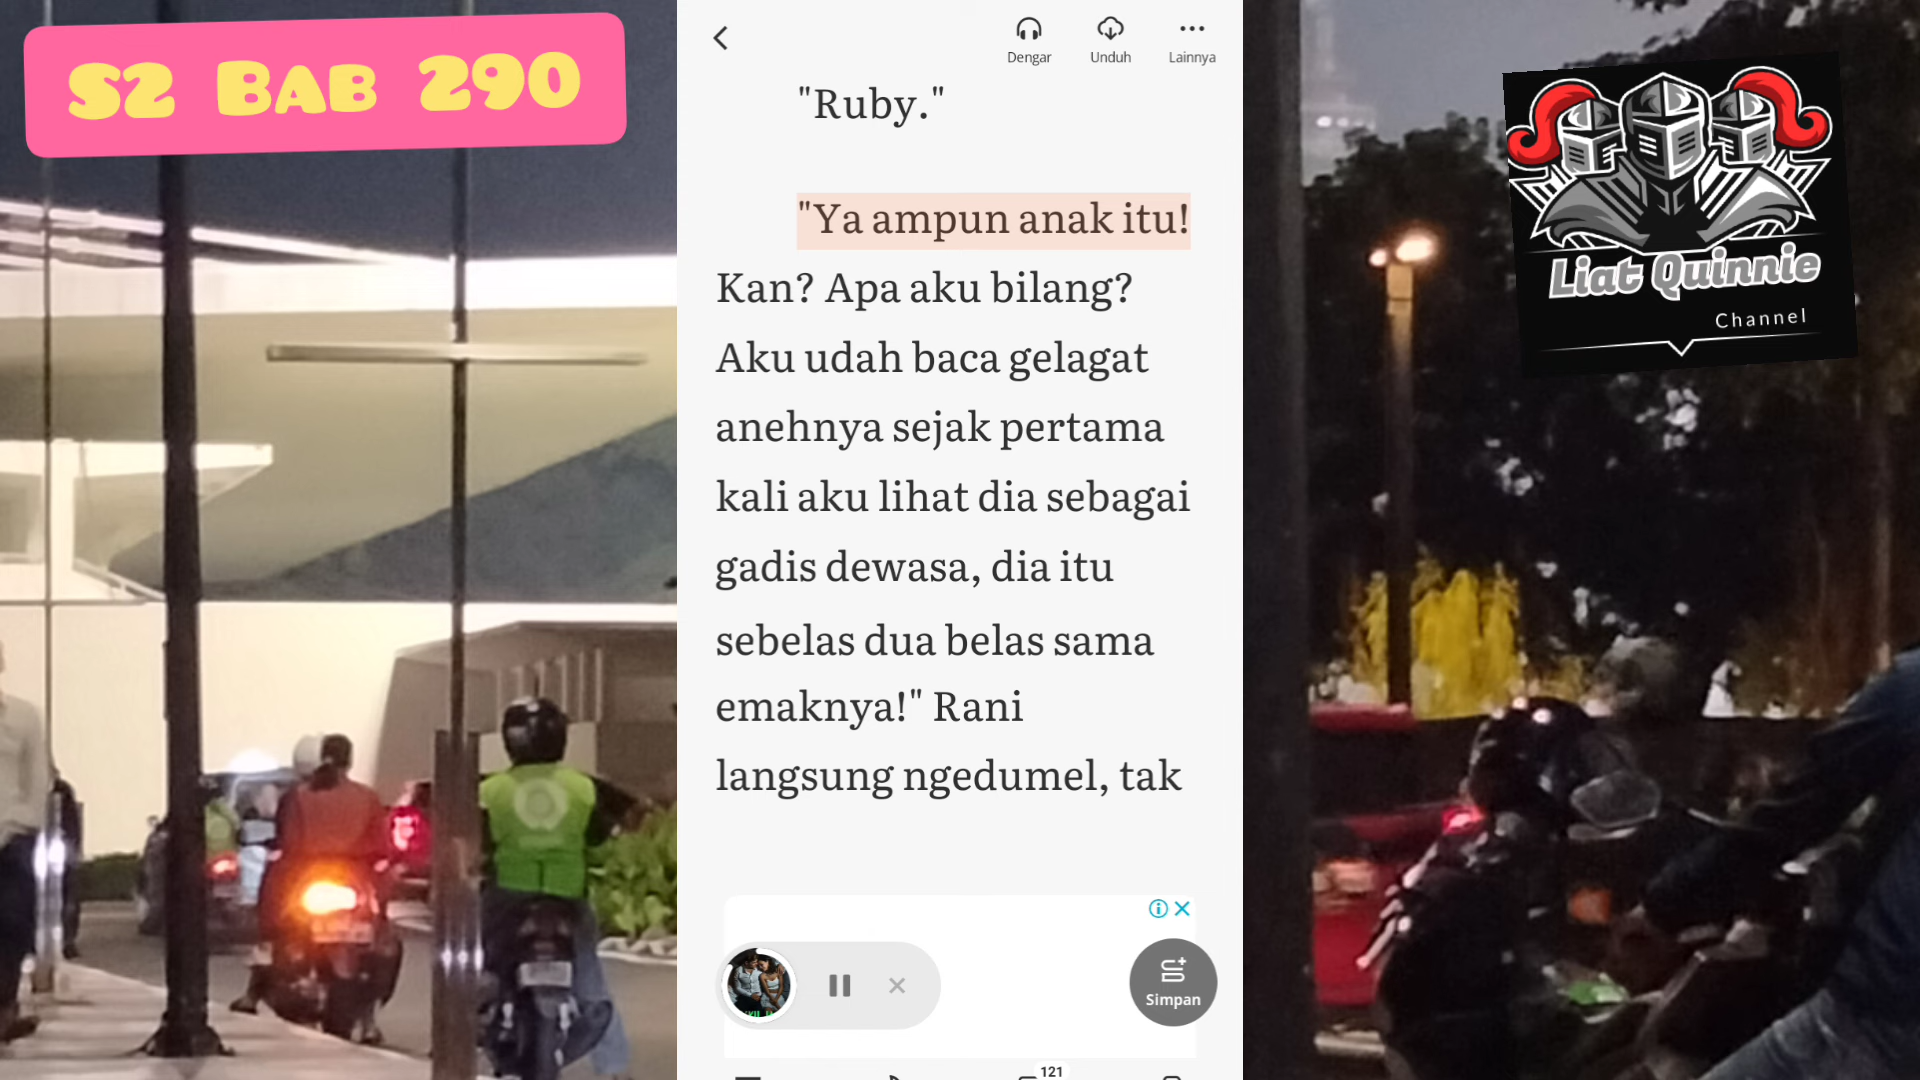 S2 Bab 290
Dengar
Unduh
Lainnya
"Ruby."
"Ya ampun anak itu!
Kan? Apa aku bilang?
Aku udah baca gelagat
anehnya sejak pertama
kali aku lihat dia sebagai
gadis dewasa, dia itu
sebelas dua belas sama
emaknya!" Rani
langsung ngedumel, tak
Simpan
121
Liat Quinnie
Channel